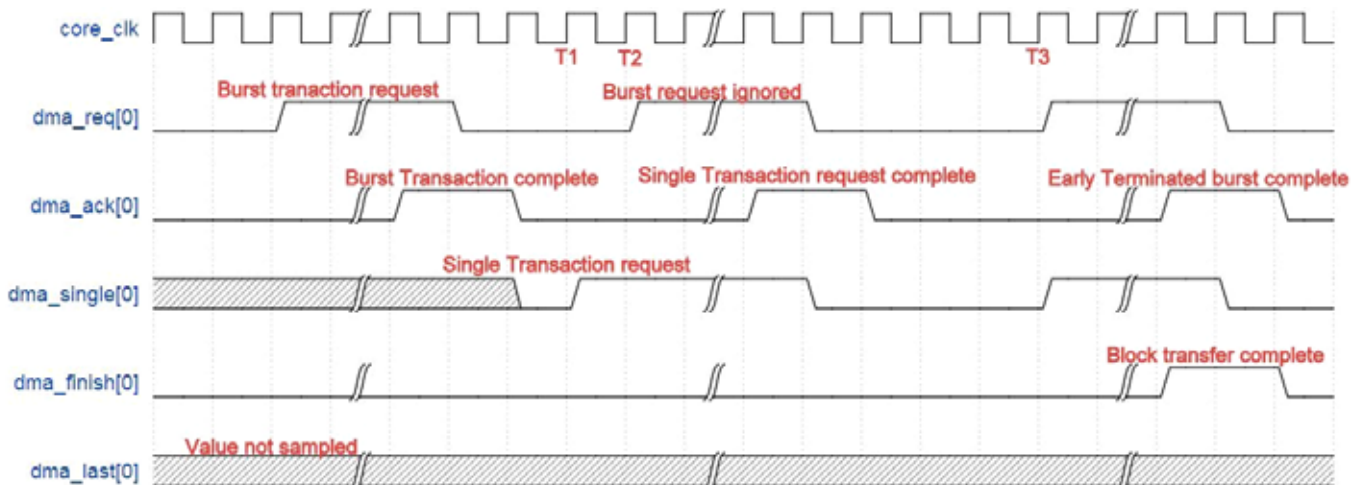 core_clk
T1
T2
T3
Burst tranaction request
Burst request ignored
dma_req[0]
Burst Transaction complete
Single Transaction request complete
Early Terminated burst complete
dma_ack[0]
Single Transaction request
dma_single[0]
Block transfer complete
dma_finish[0]
Value not sampled
dma_last[0]